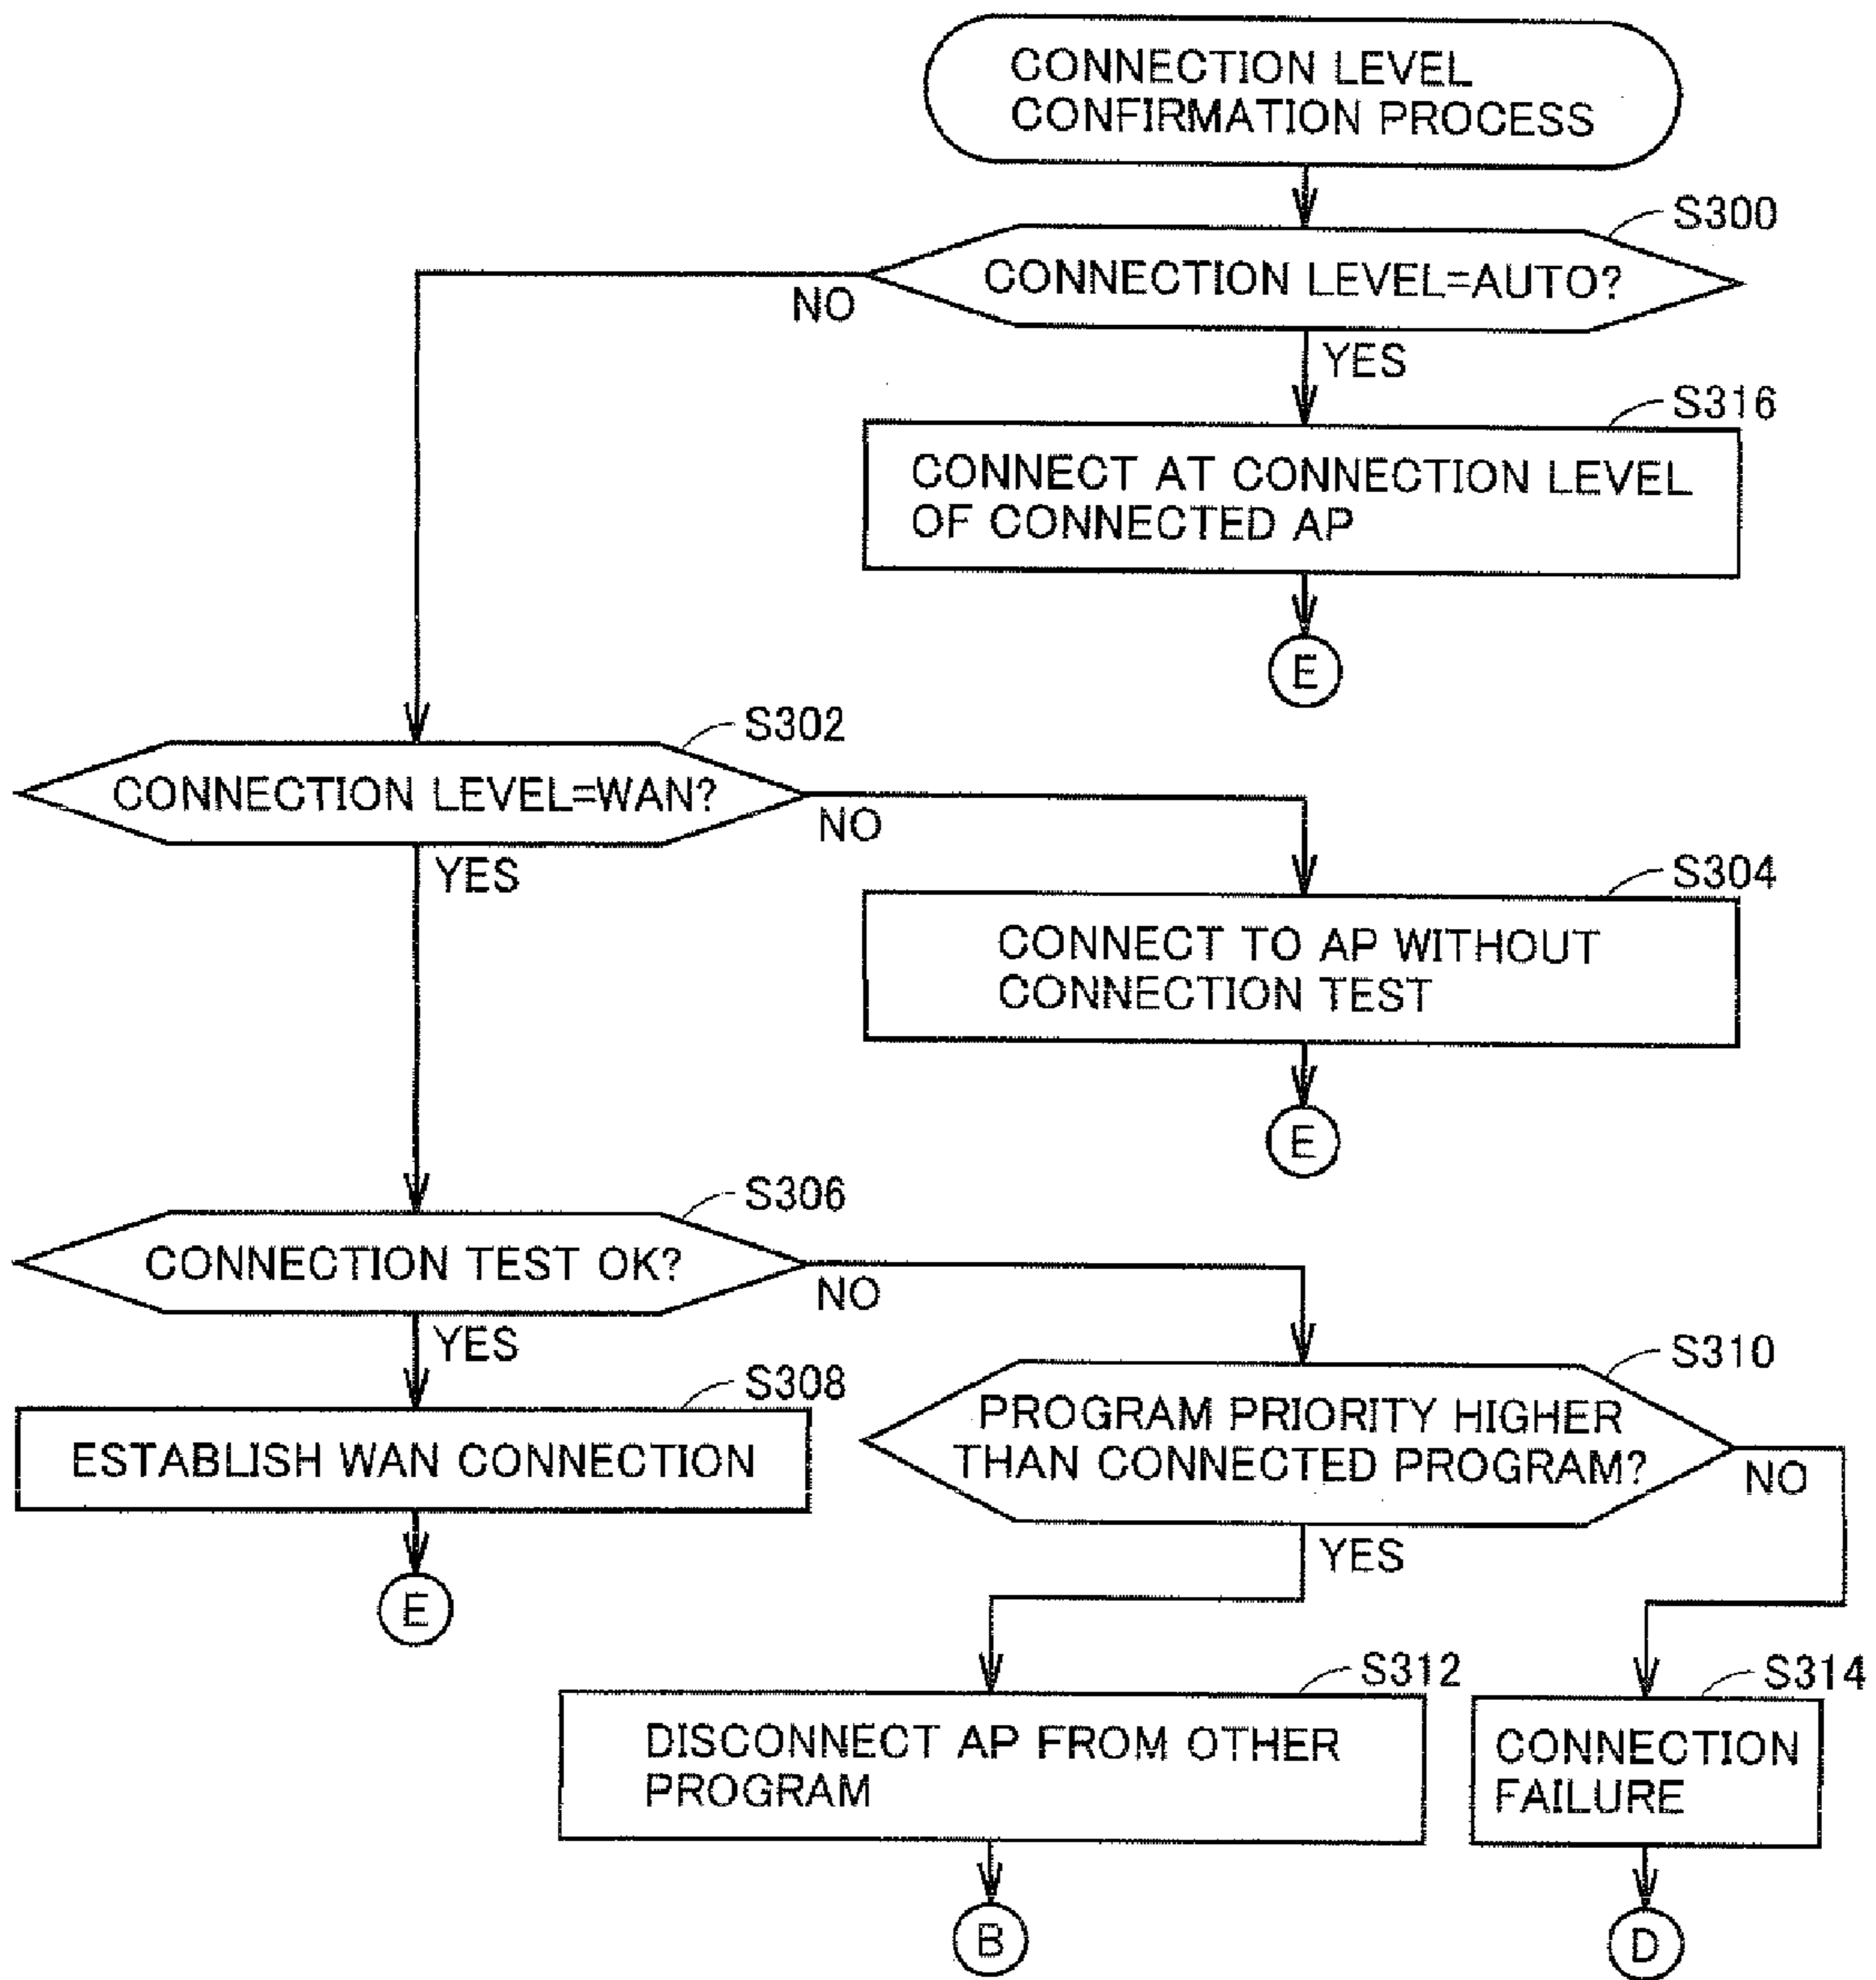 CONNECTION LEVEL
CONFIRMATION PROCESS
S300
CONNECTION LEVEL=AUTO?
NO
YES
S316
CONNECT AT CONNECTION LEVEL
OF CONNECTED AP
E
S302
CONNECTION LEVEL=WAN?
NO
YES
S304
CONNECT TO AP WITHOUT
CONNECTION TEST
E
S306
CONNECTION TEST OK?
NO
YES
S308
ESTABLISH WAN CONNECTION
E
S310
PROGRAM PRIORITY HIGHER
THAN CONNECTED PROGRAM?
NO
YES
S312
DISCONNECT AP FROM OTHER
PROGRAM
B
S314
CONNECTION
FAILURE
D